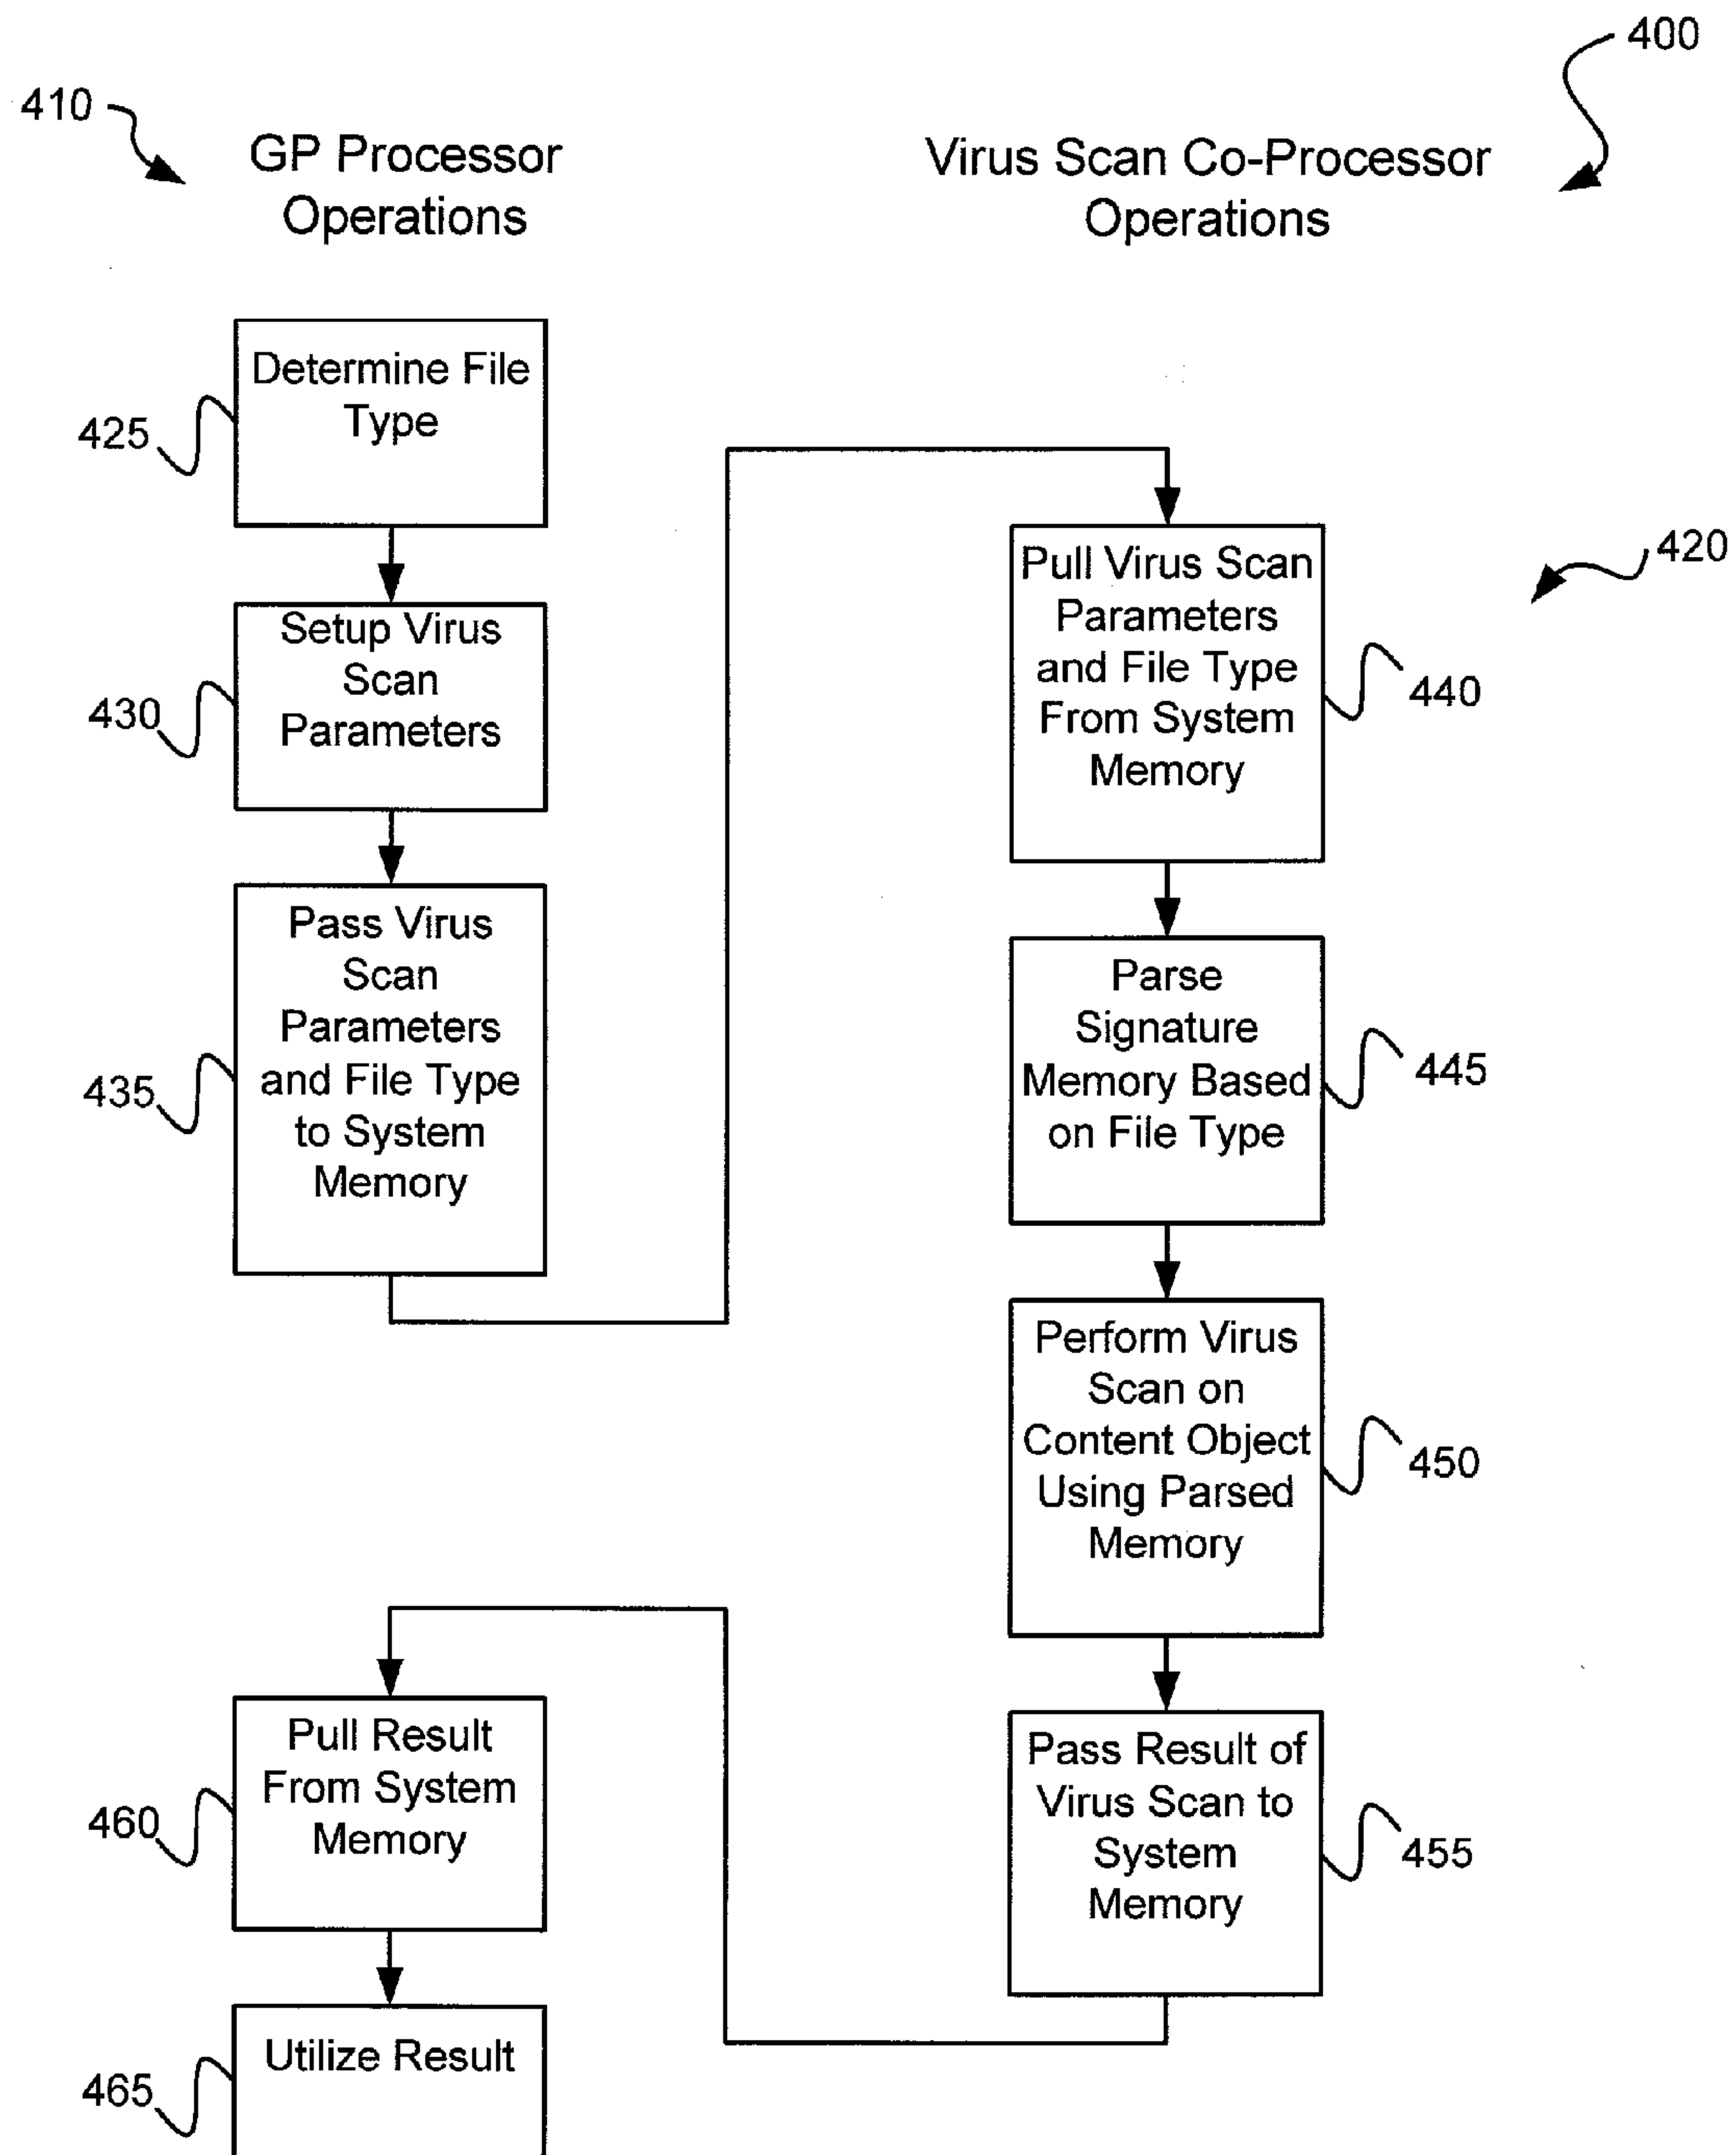 400
410
GP Processor
Operations
Virus Scan Co-Processor
Operations
Determine File
Type
425
Setup Virus
Scan
Parameters
430
Pass Virus
Scan
Parameters
and File Type
to System
Memory
435
420
Pull Virus Scan
Parameters
and File Type
From System
Memory
440
Parse
Signature
Memory Based
on File Type
445
Perform Virus
Scan on
Content Object
Using Parsed
Memory
450
Pass Result of
Virus Scan to
System
Memory
455
Pull Result
From System
Memory
460
Utilize Result
465